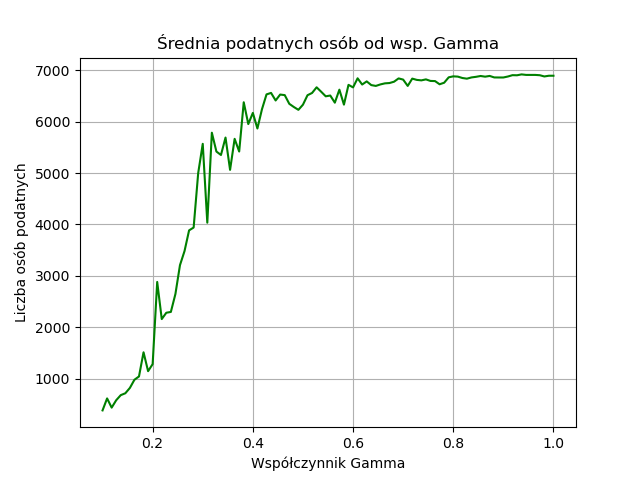 Średnia podatnych osób od wsp. Gamma
7000
6000
5000
4000
3000
2000
1000
Liczba osób podatnych
0.2 0.4 0.6 0.8 1.0
Współczynnik Gamma